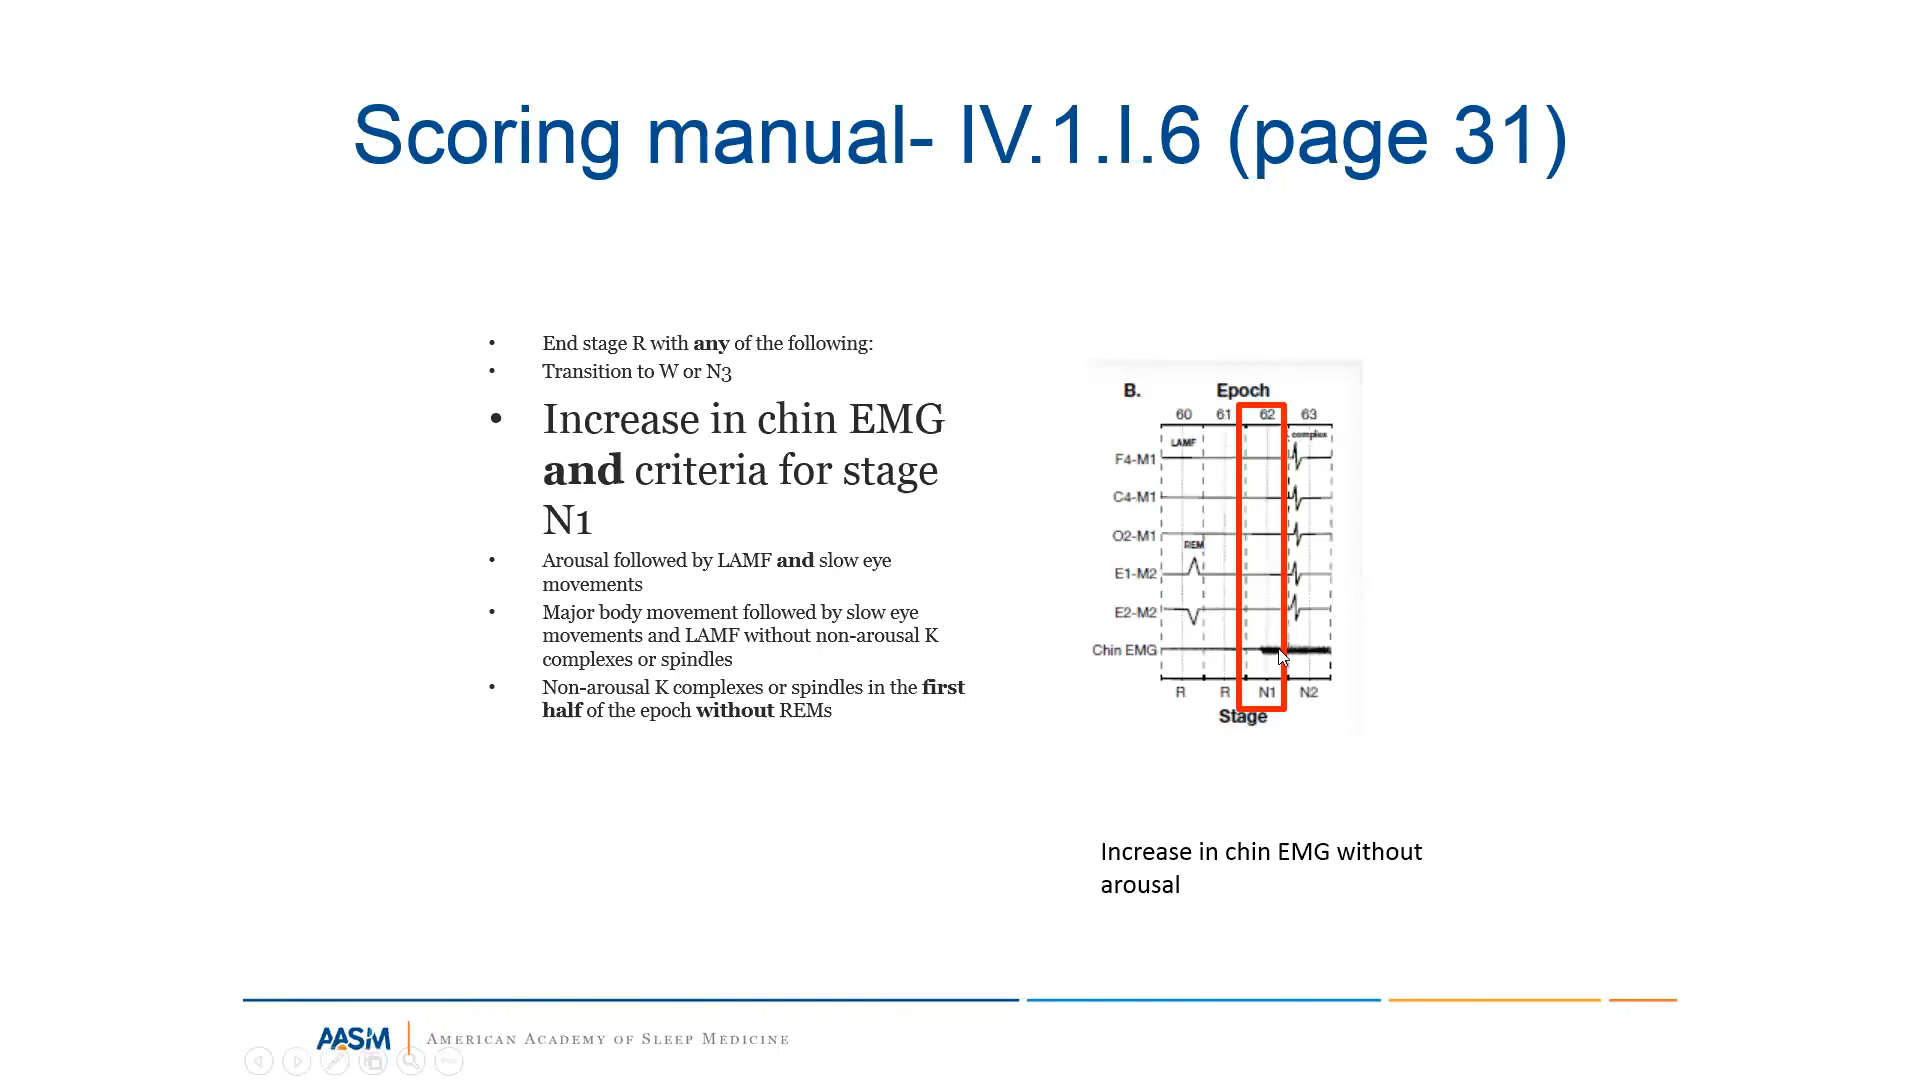 Scoring manual- IV.1.I.6 (page 31)
• End stage R with any of the following:
• Transition to W or N3
• Increase in chin EMG
and criteria for stage
N1
• Arousal followed by LAMF and slow eye
movements
• Major body movement followed by slow eye
movements and LAMF without non-arousal K
complexes or spindles
• Non-arousal K complexes or spindles in the first
half of the epoch without REMs
B. Epoch
60 61 62 63
LAMF complex
F4-M1
C4-M1
O2-M1
REM
E1-M2
E2-M2
Chin EMG
R R N1 N2
Stage
Increase in chin EMG without
arousal
AASM AMERICAN ACADEMY OF SLEEP MEDICINE